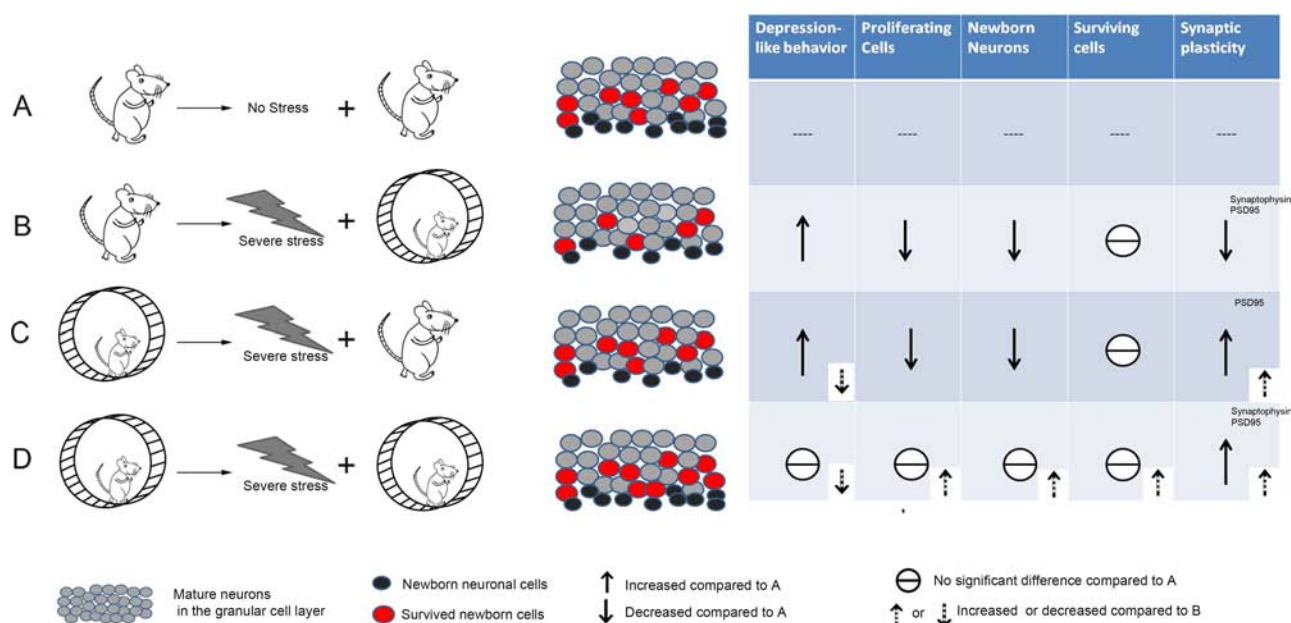 Depression-
like behavior
Proliferating
Cells
Newborn
Neurons
Surviving
cells
Synaptic
plasticity
A
No Stress
+
----
----
----
----
----
B
Severe stress
+
Synaptophysin
PSD95
C
Severe stress
+
PSD95
D
Severe stress
+
Synaptophysin
PSD95
Mature neurons
in the granular cell layer
Newborn neuronal cells
Survived newborn cells
Increased compared to A
Decreased compared to A
No significant difference compared to A
or Increased or decreased compared to B